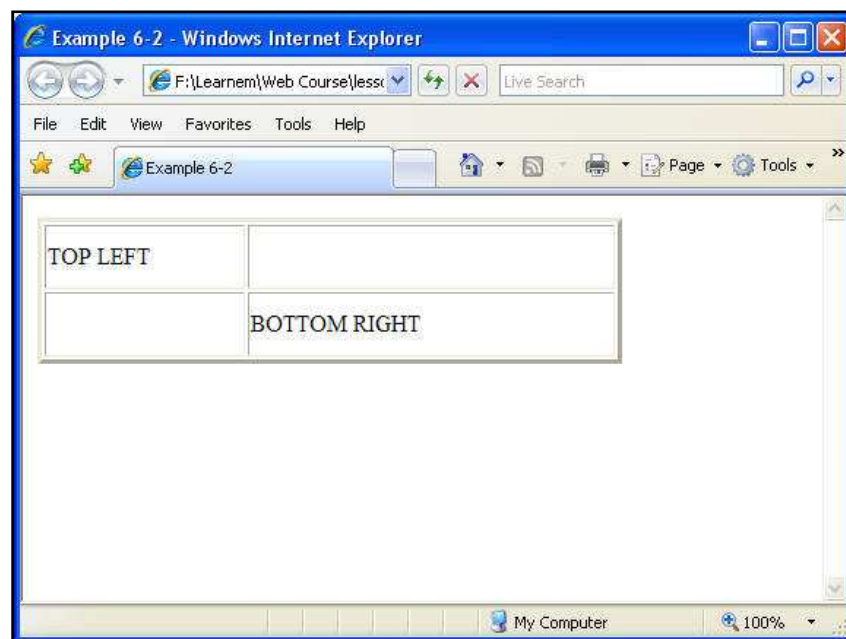 Example 6-2 - Windows Internet Explorer
F:\Learnem\Web Course\less
Live Search
File Edit View Favorites Tools Help
Example 6-2
Page Tools »
TOP LEFT
BOTTOM RIGHT
My Computer 100%